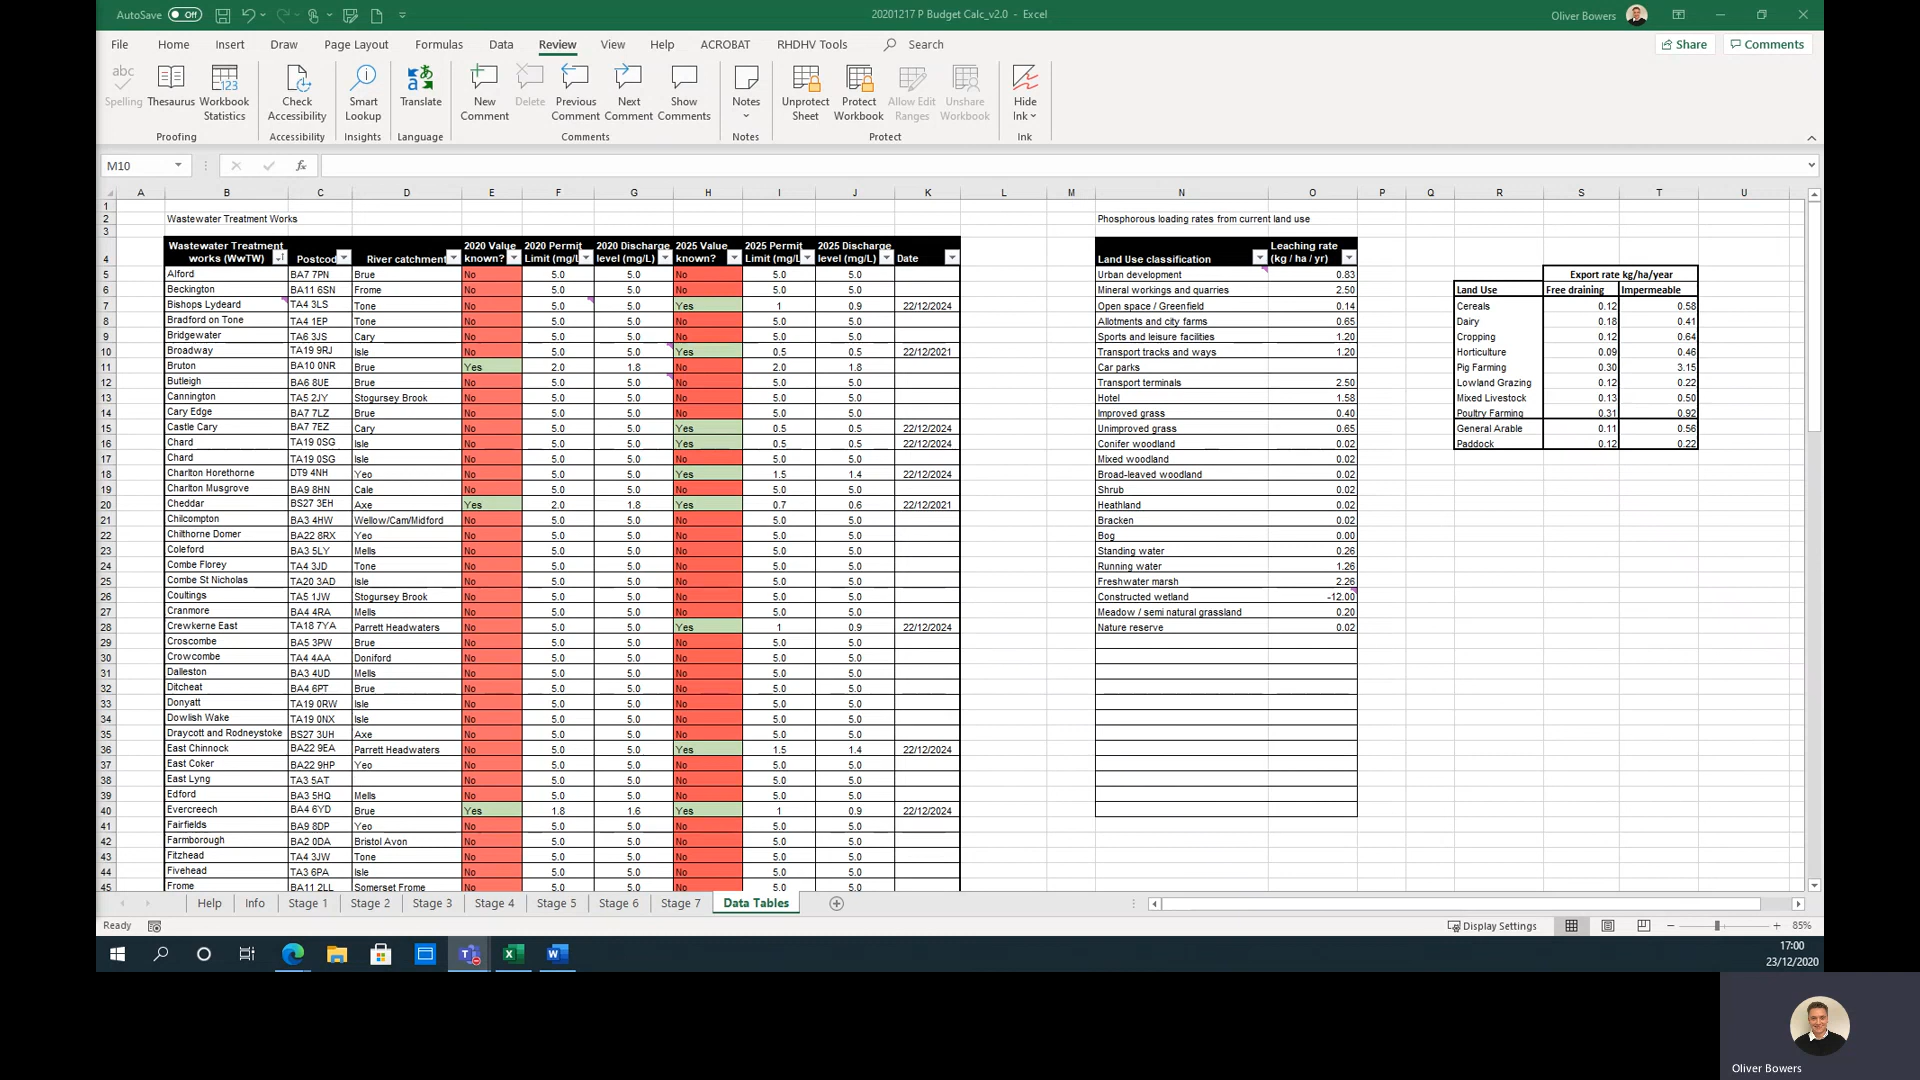 AutoSave Off
20201217 P Budget Calc_v2.0 - Excel
Oliver Bowers
File Home Insert Draw Page Layout Formulas Data Review View Help ACROBAT RHDHV Tools Search
Share Comments
Spelling Thesaurus Workbook Statistics Check Accessibility Smart Lookup Translate New Comment Delete Previous Comment Next Comment Show Comments Notes Unprotect Sheet Protect Workbook Allow Edit Ranges Unshare Workbook Hide Ink
Proofing Accessibility Insights Language Comments Notes Protect Ink
M10
A B C D E F G H I J K L M N O P Q R S T U
1
2 Wastewater Treatment Works Phosphorous loading rates from current land use
3
4 Wastewater Treatment works (WwTW) Postcod River catchment 2020 Value known? 2020 Permit Limit (mg/L) 2020 Discharge level (mg/L) 2025 Value known? 2025 Permit Limit (mg/L) 2025 Discharge level (mg/L) Date Land Use classification Leaching rate (kg / ha / yr)
5 Alford BA7 7PN Brue No 5.0 5.0 No 5.0 5.0 Urban development 0.83 Export rate kg/ha/year
6 Beckington BA11 6SN Frome No 5.0 5.0 No 5.0 5.0 Mineral workings and quarries 2.50 Land Use Free draining Impermeable
7 Bishops Lydeard TA4 3LS Tone No 5.0 5.0 Yes 1 0.9 22/12/2024 Open space / Greenfield 0.14 Cereals 0.12 0.58
8 Bradford on Tone TA4 1EP Tone No 5.0 5.0 No 5.0 5.0 Allotments and city farms 0.65 Dairy 0.18 0.41
9 Bridgewater TA6 3JS Cary No 5.0 5.0 No 5.0 5.0 Sports and leisure facilities 1.20 Cropping 0.12 0.64
10 Broadway TA19 9RJ Isle No 5.0 5.0 Yes 0.5 0.5 22/12/2021 Transport tracks and ways 1.20 Horticulture 0.09 0.46
11 Bruton BA10 0NR Brue Yes 2.0 1.8 No 2.0 1.8 Car parks Pig Farming 0.30 3.15
12 Butleigh BA6 8UE Brue No 5.0 5.0 No 5.0 5.0 Transport terminals 2.50 Lowland Grazing 0.12 0.22
13 Cannington TA5 2JY Stogursey Brook No 5.0 5.0 No 5.0 5.0 Hotel 1.58 Mixed Livestock 0.13 0.50
14 Cary Edge BA7 7LZ Brue No 5.0 5.0 No 5.0 5.0 Improved grass 0.40 Poultry Farming 0.31 0.92
15 Castle Cary BA7 7EZ Cary No 5.0 5.0 Yes 0.5 0.5 22/12/2024 Unimproved grass 0.65 General Arable 0.11 0.56
16 Chard TA19 0SG Isle No 5.0 5.0 Yes 0.5 0.5 22/12/2024 Conifer woodland 0.02 Paddock 0.12 0.22
17 Chard TA19 0SG Isle No 5.0 5.0 No 5.0 5.0 Mixed woodland 0.02
18 Charlton Horethorne DT9 4NH Yeo No 5.0 5.0 Yes 1.5 1.4 22/12/2024 Broad-leaved woodland 0.02
19 Charlton Musgrove BA9 8HN Cale No 5.0 5.0 No 5.0 5.0 Shrub 0.02
20 Cheddar BS27 3EH Axe Yes 2.0 1.8 Yes 0.7 0.6 22/12/2021 Heathland 0.02
21 Chilcompton BA3 4HW Wellow/Cam/Midford No 5.0 5.0 No 5.0 5.0 Bracken 0.02
22 Chilthorne Domer BA22 8RX Yeo No 5.0 5.0 No 5.0 5.0 Bog 0.00
23 Coleford BA3 5LY Mells No 5.0 5.0 No 5.0 5.0 Standing water 0.26
24 Combe Florey TA4 3JD Tone No 5.0 5.0 No 5.0 5.0 Running water 1.26
25 Combe St Nicholas TA20 3AD Isle No 5.0 5.0 No 5.0 5.0 Freshwater marsh 2.26
26 Coultings TA5 1JW Stogursey Brook No 5.0 5.0 No 5.0 5.0 Constructed wetland -12.00
27 Cranmore BA4 4RA Mells No 5.0 5.0 No 5.0 5.0 Meadow / semi natural grassland 0.20
28 Crewkerne East TA18 7YA Parrett Headwaters No 5.0 5.0 Yes 1 0.9 22/12/2024 Nature reserve 0.02
29 Croscombe BA5 3PW Brue No 5.0 5.0 No 5.0 5.0
30 Crowcombe TA4 4AA Doniford No 5.0 5.0 No 5.0 5.0
31 Dalleston BA3 4UD Mells No 5.0 5.0 No 5.0 5.0
32 Ditcheat BA4 6PT Brue No 5.0 5.0 No 5.0 5.0
33 Donyatt TA19 0RW Isle No 5.0 5.0 No 5.0 5.0
34 Dowlish Wake TA19 0NX Isle No 5.0 5.0 No 5.0 5.0
35 Draycott and Rodneystoke BS27 3UH Axe No 5.0 5.0 No 5.0 5.0
36 East Chinnock BA22 9EA Parrett Headwaters No 5.0 5.0 Yes 1.5 1.4 22/12/2024
37 East Coker BA22 9HP Yeo No 5.0 5.0 No 5.0 5.0
38 East Lyng TA3 5AT No 5.0 5.0 No 5.0 5.0
39 Edford BA3 5HQ Mells No 5.0 5.0 No 5.0 5.0
40 Evercreech BA4 6YD Brue Yes 1.8 1.6 Yes 1 0.9 22/12/2024
41 Fairfields BA9 8DP Yeo No 5.0 5.0 No 5.0 5.0
42 Farmborough BA2 0DA Bristol Avon No 5.0 5.0 No 5.0 5.0
43 Fitzhead TA4 3JW Tone No 5.0 5.0 No 5.0 5.0
44 Fivehead TA3 6PA Isle No 5.0 5.0 No 5.0 5.0
45 Frome BA11 2LL Somerset Frome No 5.0 5.0 No 5.0 5.0
Help Info Stage 1 Stage 2 Stage 3 Stage 4 Stage 5 Stage 6 Stage 7 Data Tables
Ready Display Settings 85%
17:00
23/12/2020
Oliver Bowers